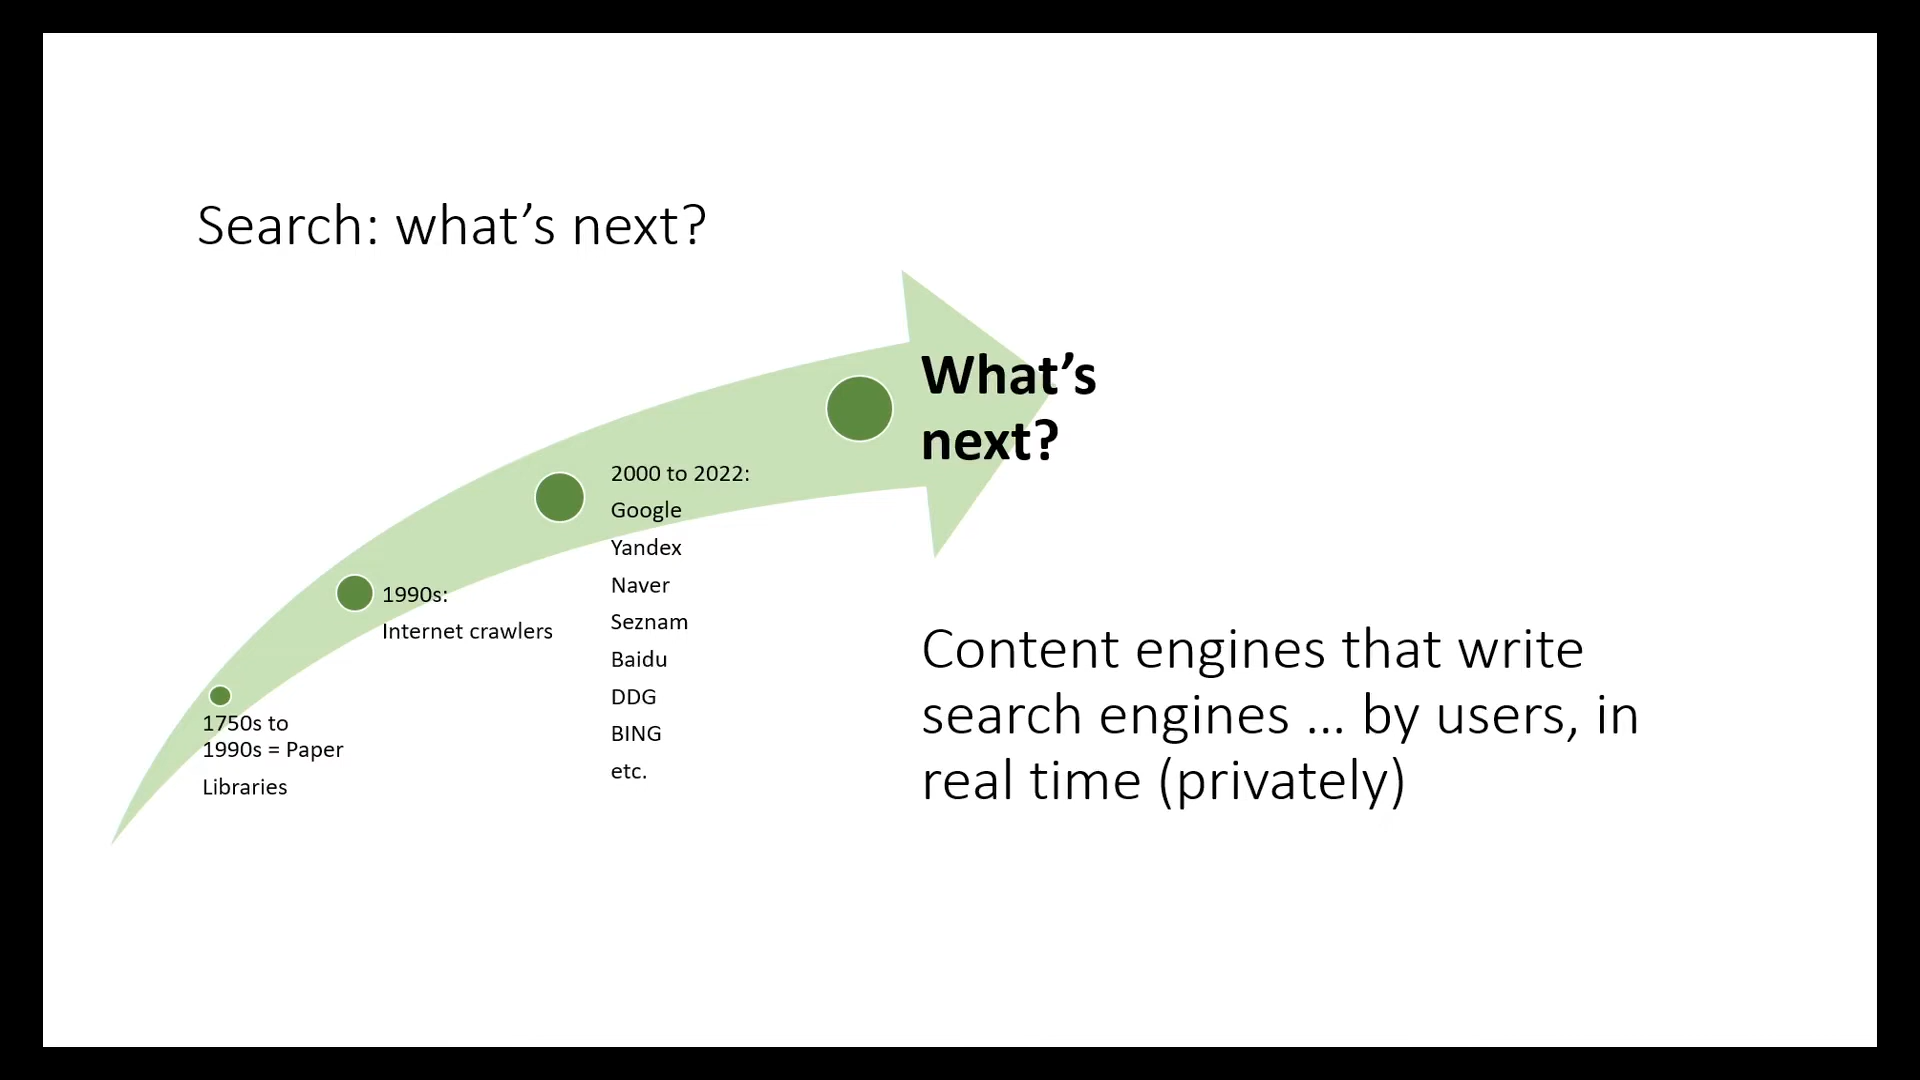 Search: what’s next?
What’s
next?
2000 to 2022:
Google
Yandex
Naver
Seznam
Baidu
DDG
BING
etc.
1990s:
Internet crawlers
1750s to
1990s = Paper
Libraries
Content engines that write
search engines ... by users, in
real time (privately)